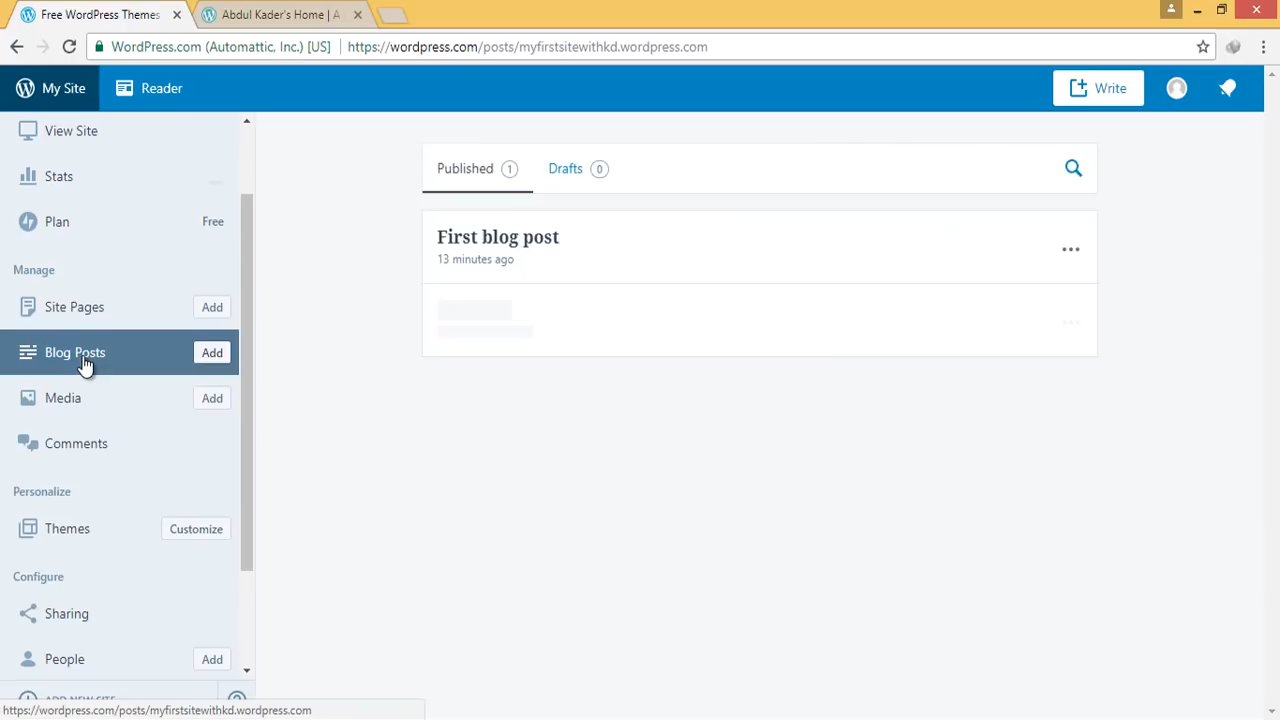 Free WordPress Themes
Abdul Kader's Home | A
WordPress.com (Automattic, Inc.) [US]
https://wordpress.com/posts/myfirstsitewithkd.wordpress.com
My Site
Reader
Write
View Site
Stats
Plan
Free
Manage
Site Pages
Add
Blog Posts
Add
Media
Add
Comments
Personalize
Themes
Customize
Configure
Sharing
People
Add
ADD NEW SITE
Published 1
Drafts 0
First blog post
13 minutes ago
https://wordpress.com/posts/myfirstsitewithkd.wordpress.com